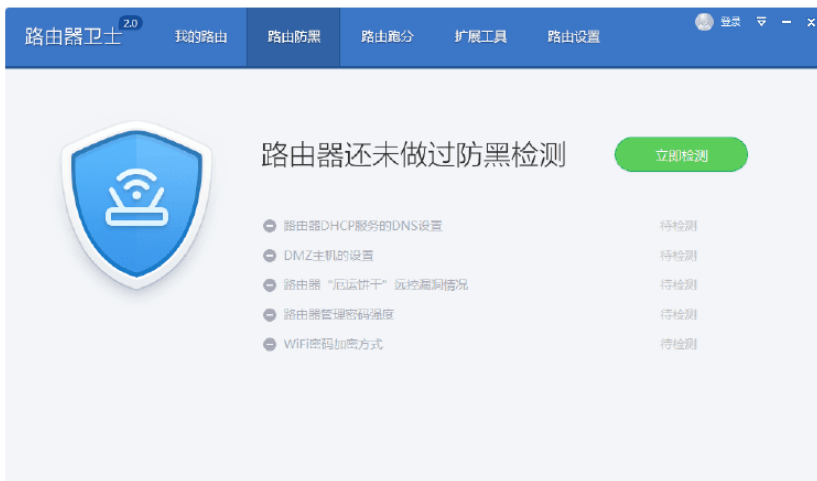 路由器卫士 2.0 我的路由 路由防黑 路由跑分 扩展工具 路由设置 登录
路由器还未做过防黑检测 立即检测
路由器DHCP服务的DNS设置 待检测
DMZ主机的设置 待检测
路由器“厄运饼干”远控漏洞情况 待检测
路由器管理密码强度 待检测
WiFi密码加密方式 待检测